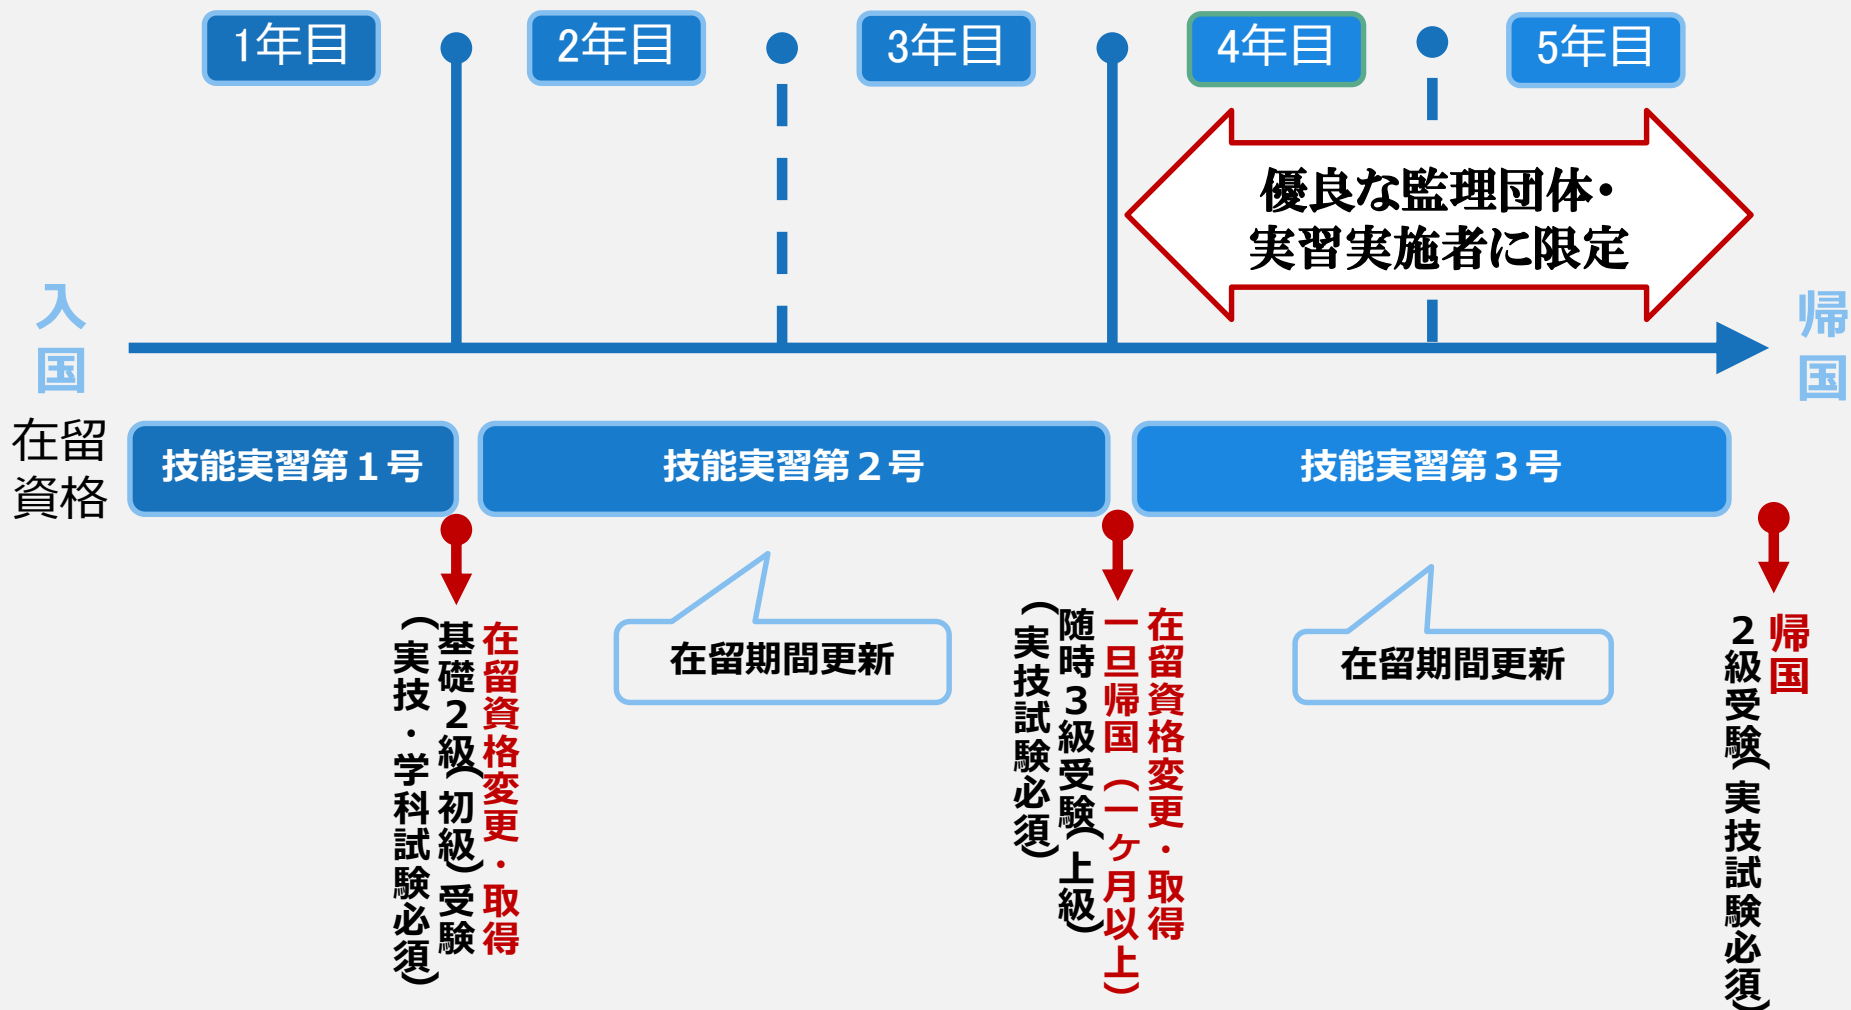 1年目
2年目
3年目
4年目
5年目
優良な監理団体・
実習実施者に限定
入国
帰国
在留
資格
技能実習第１号
技能実習第２号
技能実習第３号
在留資格変更・取得
基礎２級（初級）受験
（実技・学科試験必須）
在留期間更新
在留資格変更・取得
一旦帰国（一ケ月以上）
随時３級受験（上級）
（実技試験必須）
在留期間更新
帰国
２級受験（実技試験必須）